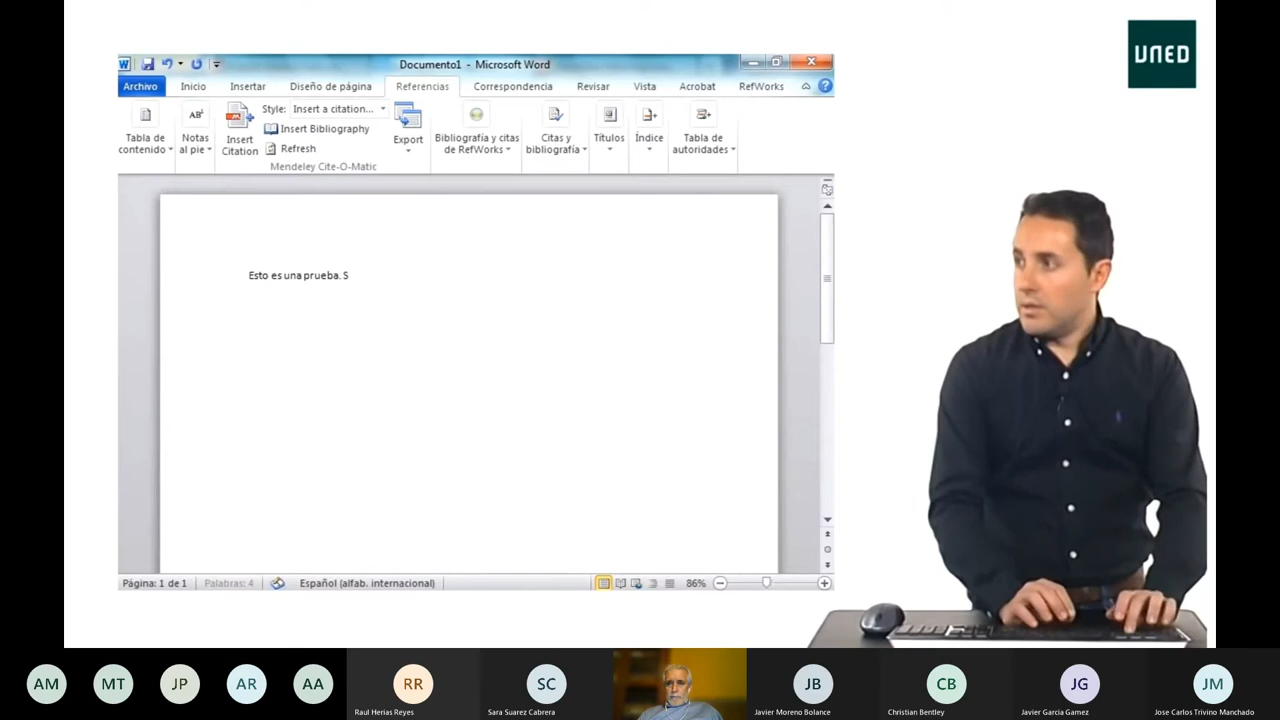 UNED
Documento1 - Microsoft Word
Archivo Inicio Insertar Diseño de página Referencias Correspondencia Revisar Vista Acrobat RefWorks
Tabla de contenido
Notas al pie
Insert Citation
Style: Insert a citation...
Insert Bibliography
Refresh
Export
Mendeley Cite-O-Matic
Bibliografía y citas de RefWorks
Citas y bibliografía
Títulos
Índice
Tabla de autoridades
Esto es una prueba. S
Página: 1 de 1 Palabras: 4 Español (alfab. internacional) 86%
AM MT JP AR AA RR SC JB CB JG JM
Raul Herias Reyes Sara Suarez Cabrera Javier Moreno Bolance Christian Bentley Javier Garcia Gamez Jose Carlos Trivino Manchado